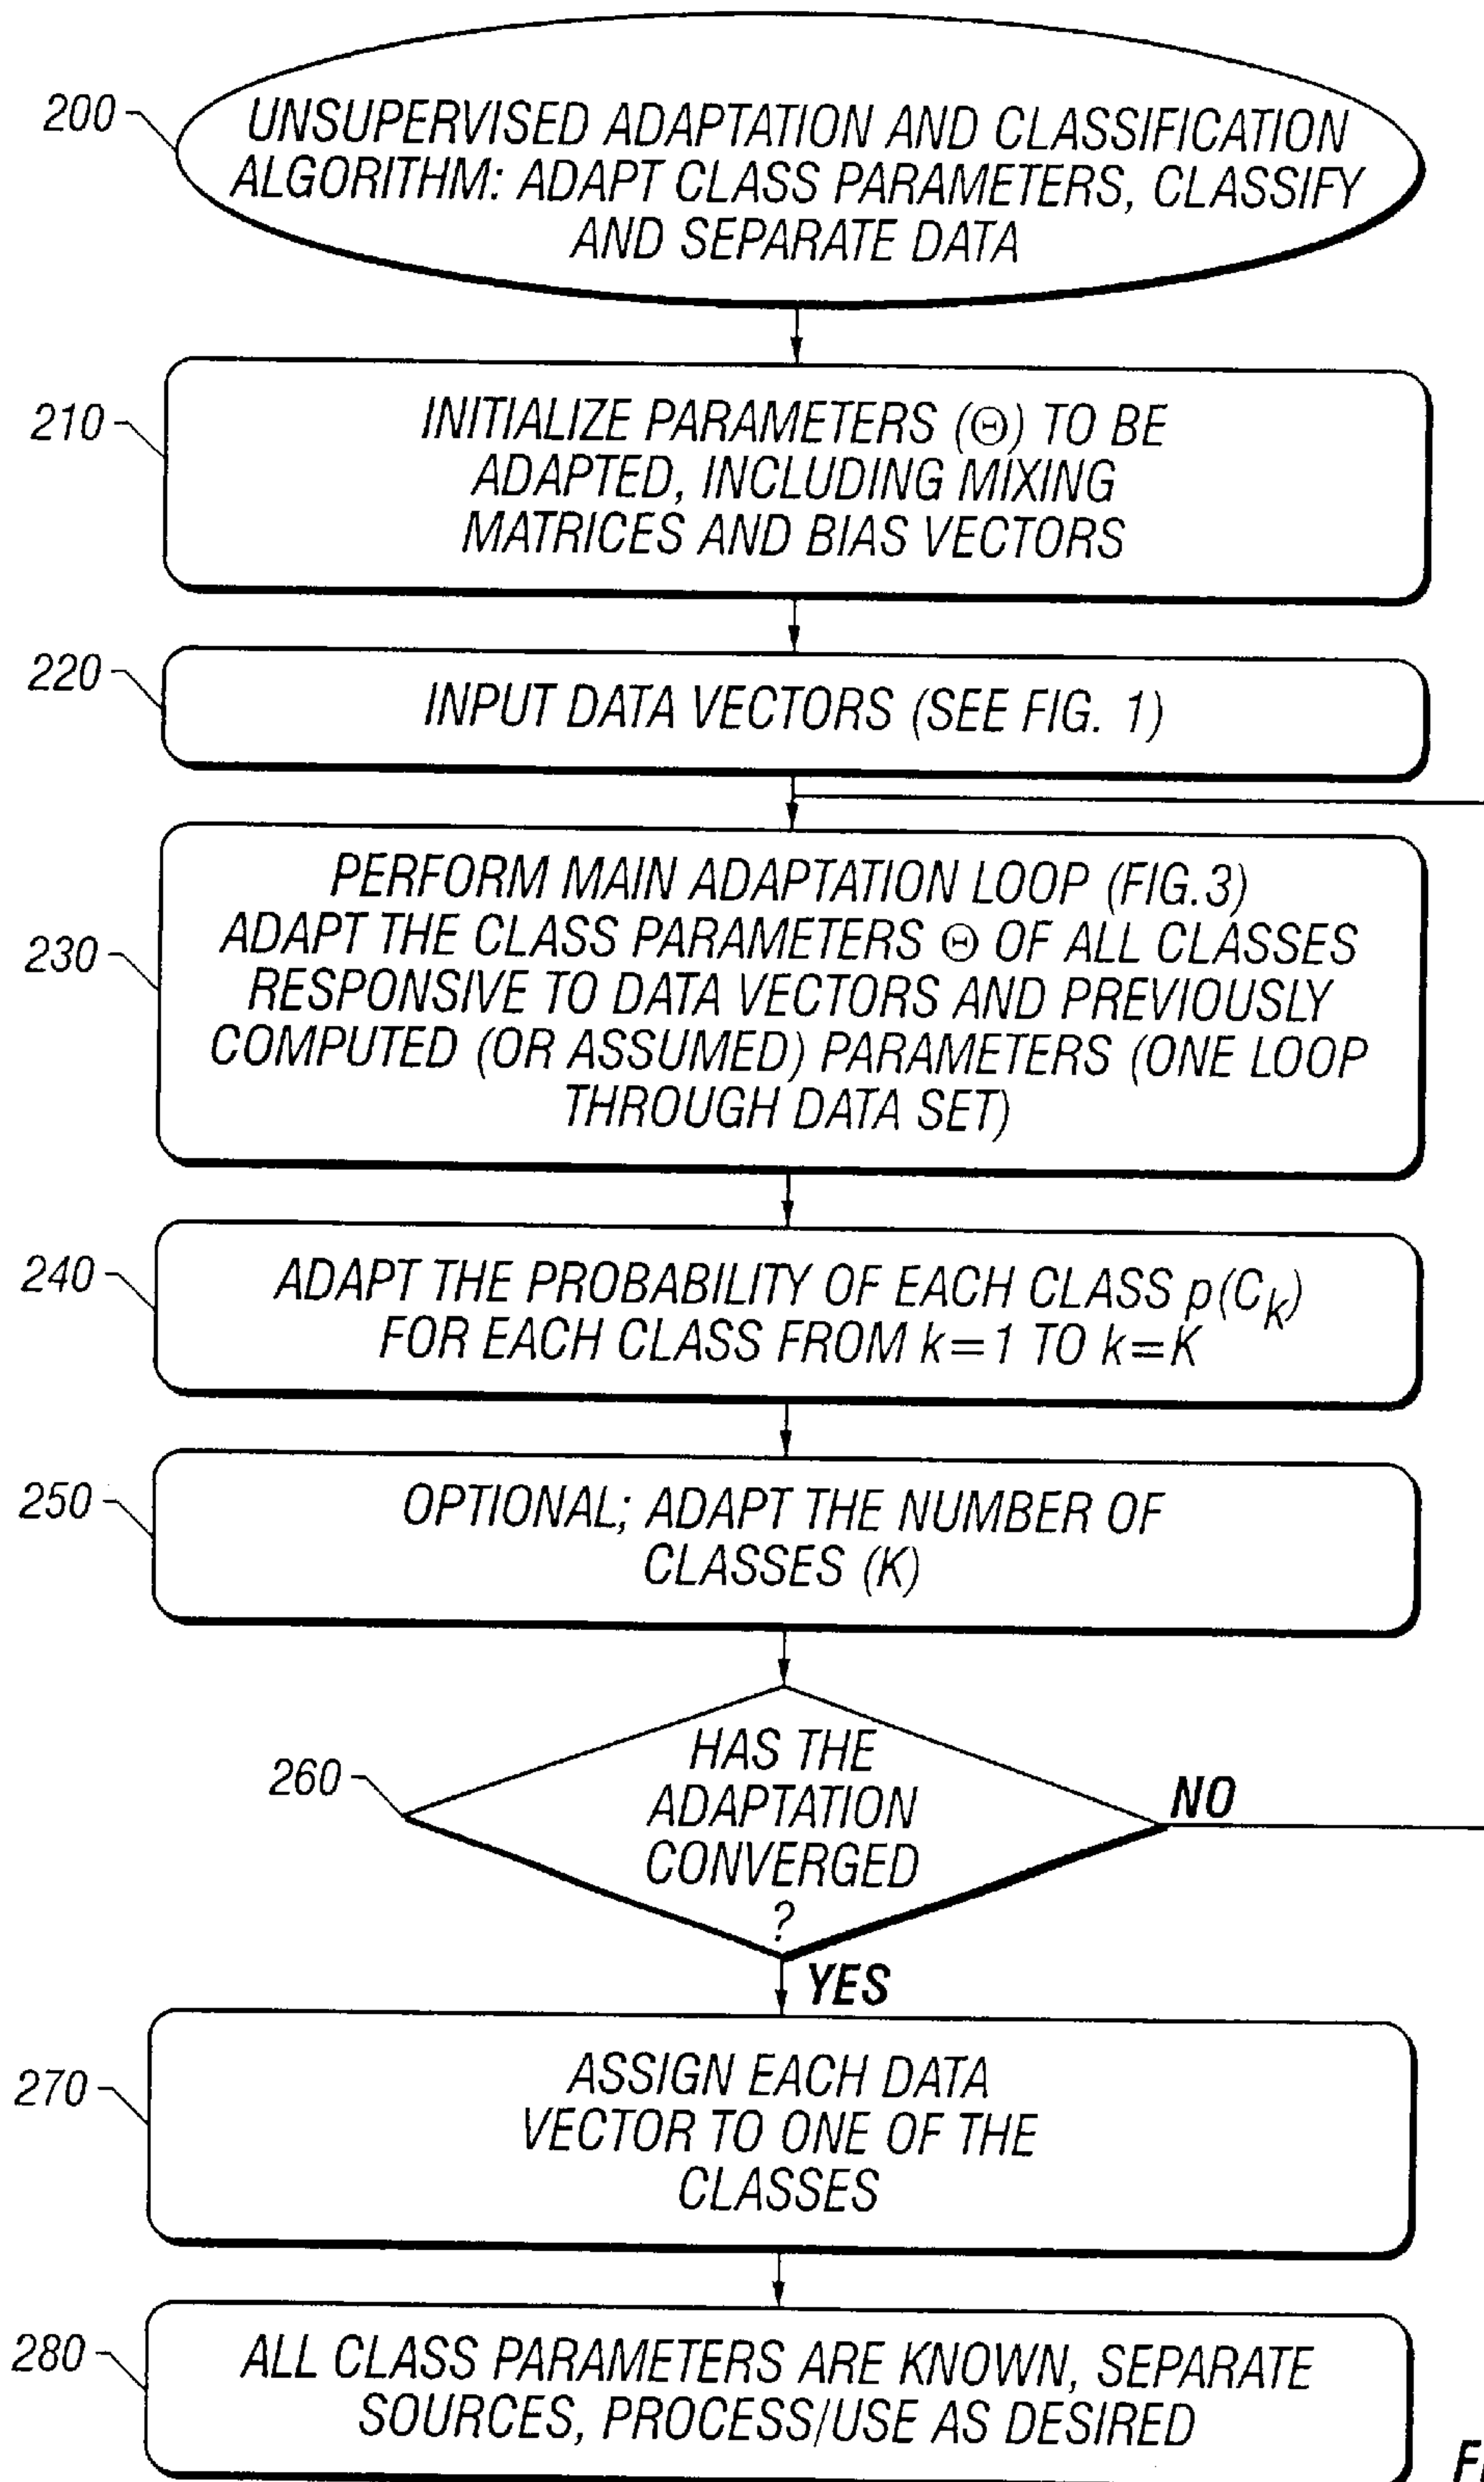 200
UNSUPERVISED ADAPTATION AND CLASSIFICATION
ALGORITHM: ADAPT CLASS PARAMETERS, CLASSIFY
AND SEPARATE DATA
210
INITIALIZE PARAMETERS (Θ) TO BE
ADAPTED, INCLUDING MIXING
MATRICES AND BIAS VECTORS
220
INPUT DATA VECTORS (SEE FIG. 1)
230
PERFORM MAIN ADAPTATION LOOP (FIG.3)
ADAPT THE CLASS PARAMETERS Θ OF ALL CLASSES
RESPONSIVE TO DATA VECTORS AND PREVIOUSLY
COMPUTED (OR ASSUMED) PARAMETERS (ONE LOOP
THROUGH DATA SET)
240
ADAPT THE PROBABILITY OF EACH CLASS p(C_k)
FOR EACH CLASS FROM k=1 TO k=K
250
OPTIONAL; ADAPT THE NUMBER OF
CLASSES (K)
260
HAS THE
ADAPTATION
CONVERGED
?
NO
YES
270
ASSIGN EACH DATA
VECTOR TO ONE OF THE
CLASSES
280
ALL CLASS PARAMETERS ARE KNOWN, SEPARATE
SOURCES, PROCESS/USE AS DESIRED